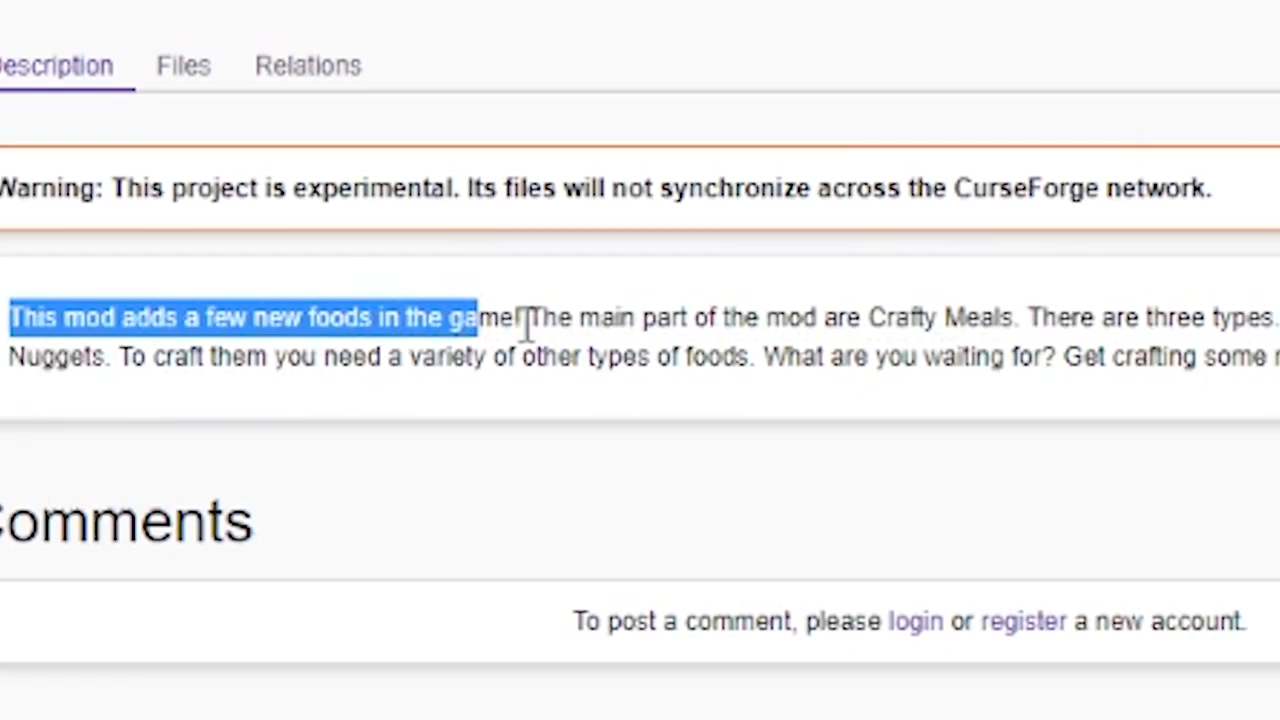 Description Files Relations
Warning: This project is experimental. Its files will not synchronize across the CurseForge network.
This mod adds a few new foods in the game! The main part of the mod are Crafty Meals. There are three types
Nuggets. To craft them you need a variety of other types of foods. What are you waiting for? Get crafting some
Comments
To post a comment, please login or register a new account.